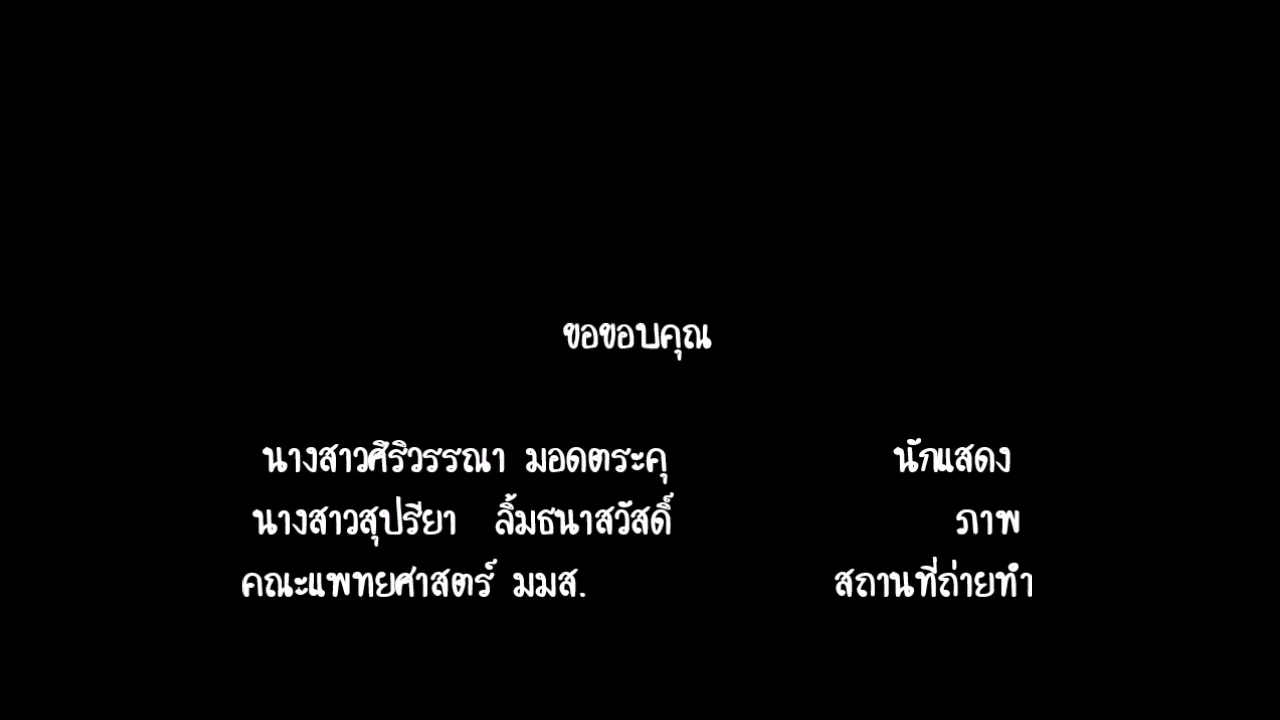 ขอขอบคุณ
นางสาวศิริวรรณา มอดตระคุ นักแสดง
นางสาวสุปรียา ลิ้มธนาสวัสดิ์ ภาพ
คณะแพทยศาสตร์ มมส. สถานที่ถ่ายทำ